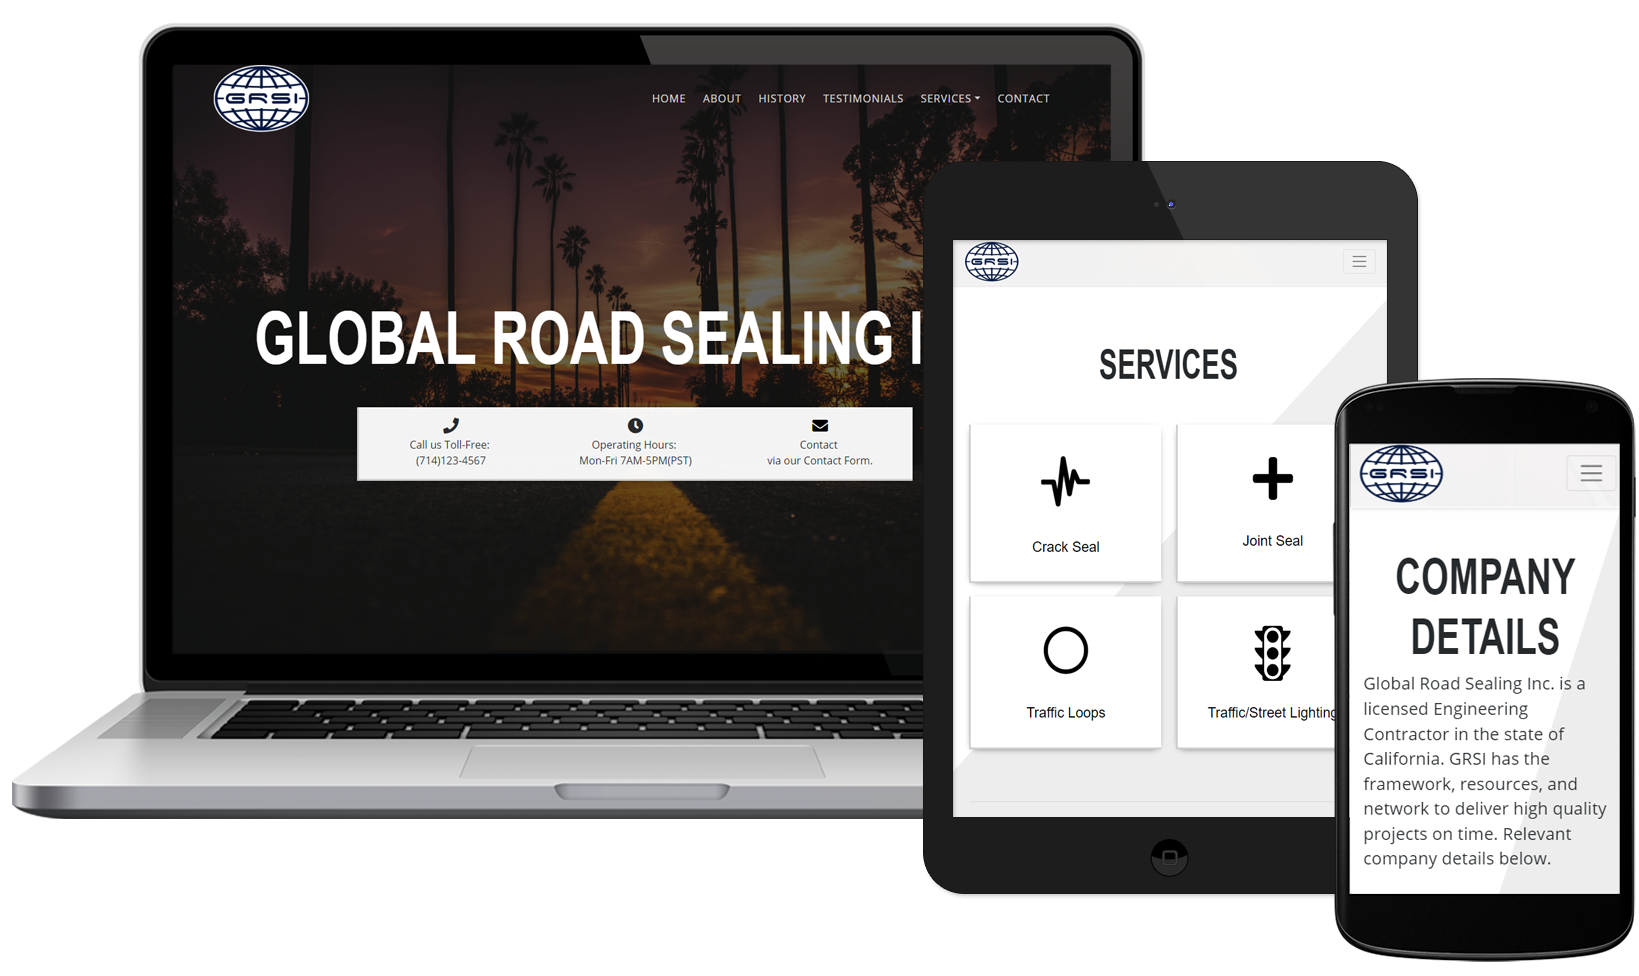 GRSI
HOME ABOUT HISTORY TESTIMONIALS SERVICES CONTACT
GLOBAL ROAD SEALING I
Call us Toll-Free:
(714)123-4567
Operating Hours:
Mon-Fri 7AM-5PM(PST)
Contact
via our Contact Form.
GRSI
SERVICES
Crack Seal
Joint Seal
Traffic Loops
Traffic/Street Lighting
GRSI
COMPANY
DETAILS
Global Road Sealing Inc. is a
licensed Engineering
Contractor in the state of
California. GRSI has the
framework, resources, and
network to deliver high quality
projects on time. Relevant
company details below.